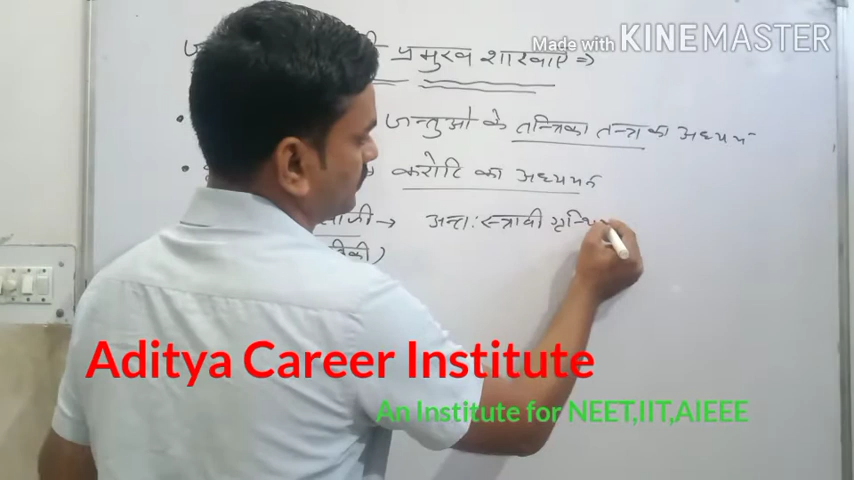 Made with KINEMASTER
प्रमुख शाखाएं ⇒
जन्तुओं के तन्त्रिका तन्त्र का अध्ययन
करोटि का अध्ययन
→ अन्तः स्त्रावी ग्रन्थि
Aditya Career Institute
An Institute for NEET,IIT,AIEEE